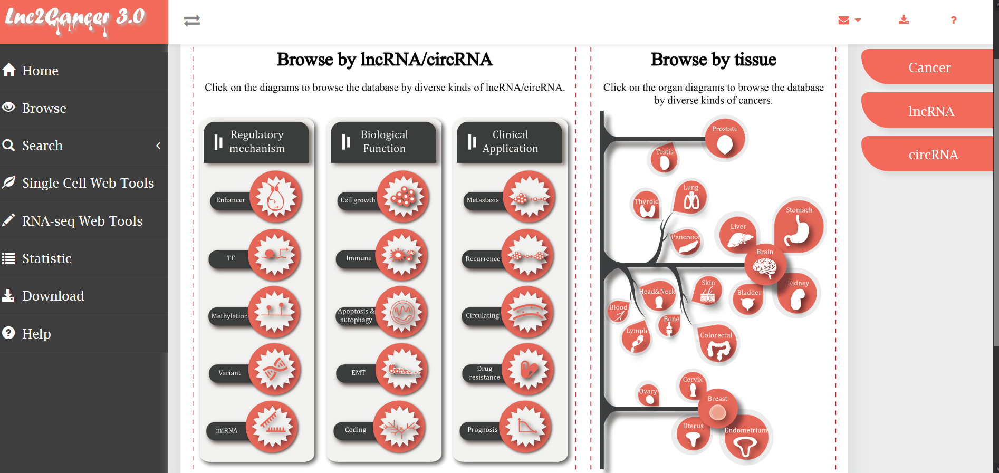 Lnc2Cancer 3.0
Home
Browse
Search
Single Cell Web Tools
RNA-seq Web Tools
Statistic
Download
Help
?
Browse by lncRNA/circRNA
Click on the diagrams to browse the database by diverse kinds of lncRNA/circRNA.
Regulatory
mechanism
Enhancer
TF
Methylation
Variant
miRNA
Biological
Function
Cell growth
Immune
Apoptosis &
autophagy
EMT
Coding
Clinical
Application
Metastasis
Recurrence
Circulating
Drug
resistance
Prognosis
Browse by tissue
Click on the organ diagrams to browse the database
by diverse kinds of cancers.
Prostate
Testis
Lung
Thyroid
Stomach
Liver
Pancreas
Brain
Skin
Kidney
Head&Neck
Bladder
Blood
Bone
Lymph
Colorectal
Cervix
Ovary
Breast
Uterus
Endometrium
Cancer
lncRNA
circRNA